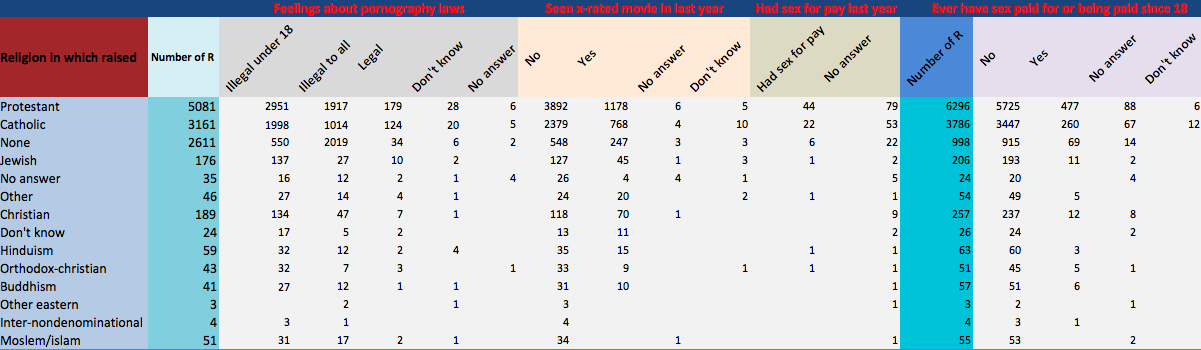 Feelings about pornography laws Seen x-rated movie in last year Had sex for pay last year Ever have sex paid for or being paid since 18
Religion in which raised Number of R Illegal under 18 Illegal to all Legal Don't know No answer No Yes No answer Don't know Had sex for pay No answer Number of R No Yes No answer Don't know
Protestant 5081 2951 1917 179 28 6 3892 1178 6 5 44 79 6296 5725 477 88 6
Catholic 3161 1998 1014 124 20 5 2379 768 4 10 22 53 3786 3447 260 67 12
None 2611 550 2019 34 6 2 548 247 3 3 6 22 998 915 69 14
Jewish 176 137 27 10 2 127 45 1 3 1 2 206 193 11 2
No answer 35 16 12 2 1 4 26 4 4 1 5 24 20 4
Other 46 27 14 4 1 24 20 2 1 1 54 49 5
Christian 189 134 47 7 1 118 70 1 9 257 237 12 8
Don't know 24 17 5 2 13 11 2 26 24 2
Hinduism 59 32 12 2 4 35 15 1 1 63 60 3
Orthodox-christian 43 32 7 3 1 33 9 1 1 1 51 45 5 1
Buddhism 41 27 12 1 1 31 10 1 57 51 6
Other eastern 3 2 1 3 1 3 2 1
Inter-nondenominational 4 3 1 4 4 3 1
Moslem/islam 51 31 17 2 1 34 1 1 55 53 2